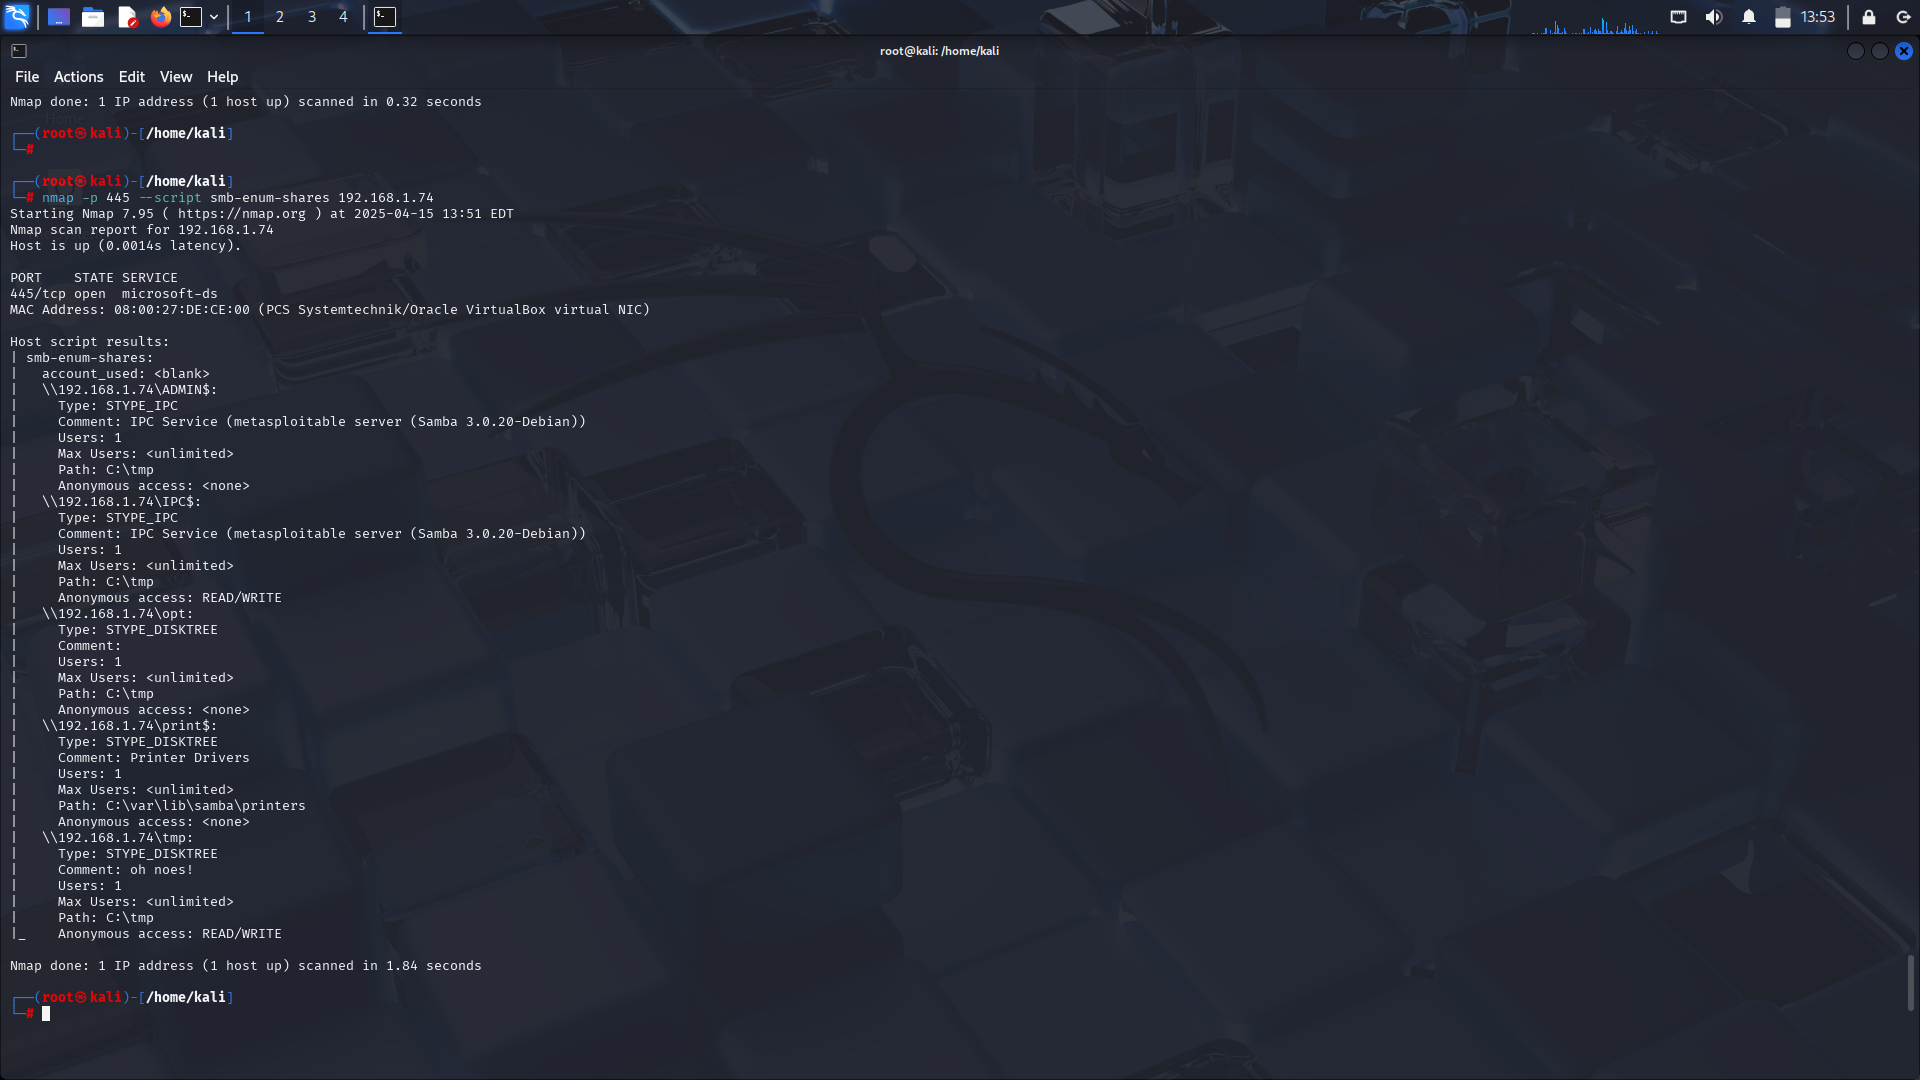 1 2 3 4 13:53
root@kali: /home/kali
File Actions Edit View Help
Nmap done: 1 IP address (1 host up) scanned in 0.32 seconds
Home
┌──(root㉿kali)-[/home/kali]
└─#
┌──(root㉿kali)-[/home/kali]
└─# nmap -p 445 --script smb-enum-shares 192.168.1.74
Starting Nmap 7.95 ( https://nmap.org ) at 2025-04-15 13:51 EDT
Nmap scan report for 192.168.1.74
Host is up (0.0014s latency).
PORT    STATE SERVICE
445/tcp open  microsoft-ds
MAC Address: 08:00:27:DE:CE:00 (PCS Systemtechnik/Oracle VirtualBox virtual NIC)
Host script results:
| smb-enum-shares:
|   account_used: <blank>
|   \\192.168.1.74\ADMIN$:
|     Type: STYPE_IPC
|     Comment: IPC Service (metasploitable server (Samba 3.0.20-Debian))
|     Users: 1
|     Max Users: <unlimited>
|     Path: C:\tmp
|     Anonymous access: <none>
|   \\192.168.1.74\IPC$:
|     Type: STYPE_IPC
|     Comment: IPC Service (metasploitable server (Samba 3.0.20-Debian))
|     Users: 1
|     Max Users: <unlimited>
|     Path: C:\tmp
|     Anonymous access: READ/WRITE
|   \\192.168.1.74\opt:
|     Type: STYPE_DISKTREE
|     Comment:
|     Users: 1
|     Max Users: <unlimited>
|     Path: C:\tmp
|     Anonymous access: <none>
|   \\192.168.1.74\print$:
|     Type: STYPE_DISKTREE
|     Comment: Printer Drivers
|     Users: 1
|     Max Users: <unlimited>
|     Path: C:\var\lib\samba\printers
|     Anonymous access: <none>
|   \\192.168.1.74\tmp:
|     Type: STYPE_DISKTREE
|     Comment: oh noes!
|     Users: 1
|     Max Users: <unlimited>
|     Path: C:\tmp
|_    Anonymous access: READ/WRITE
Nmap done: 1 IP address (1 host up) scanned in 1.84 seconds
┌──(root㉿kali)-[/home/kali]
└─#